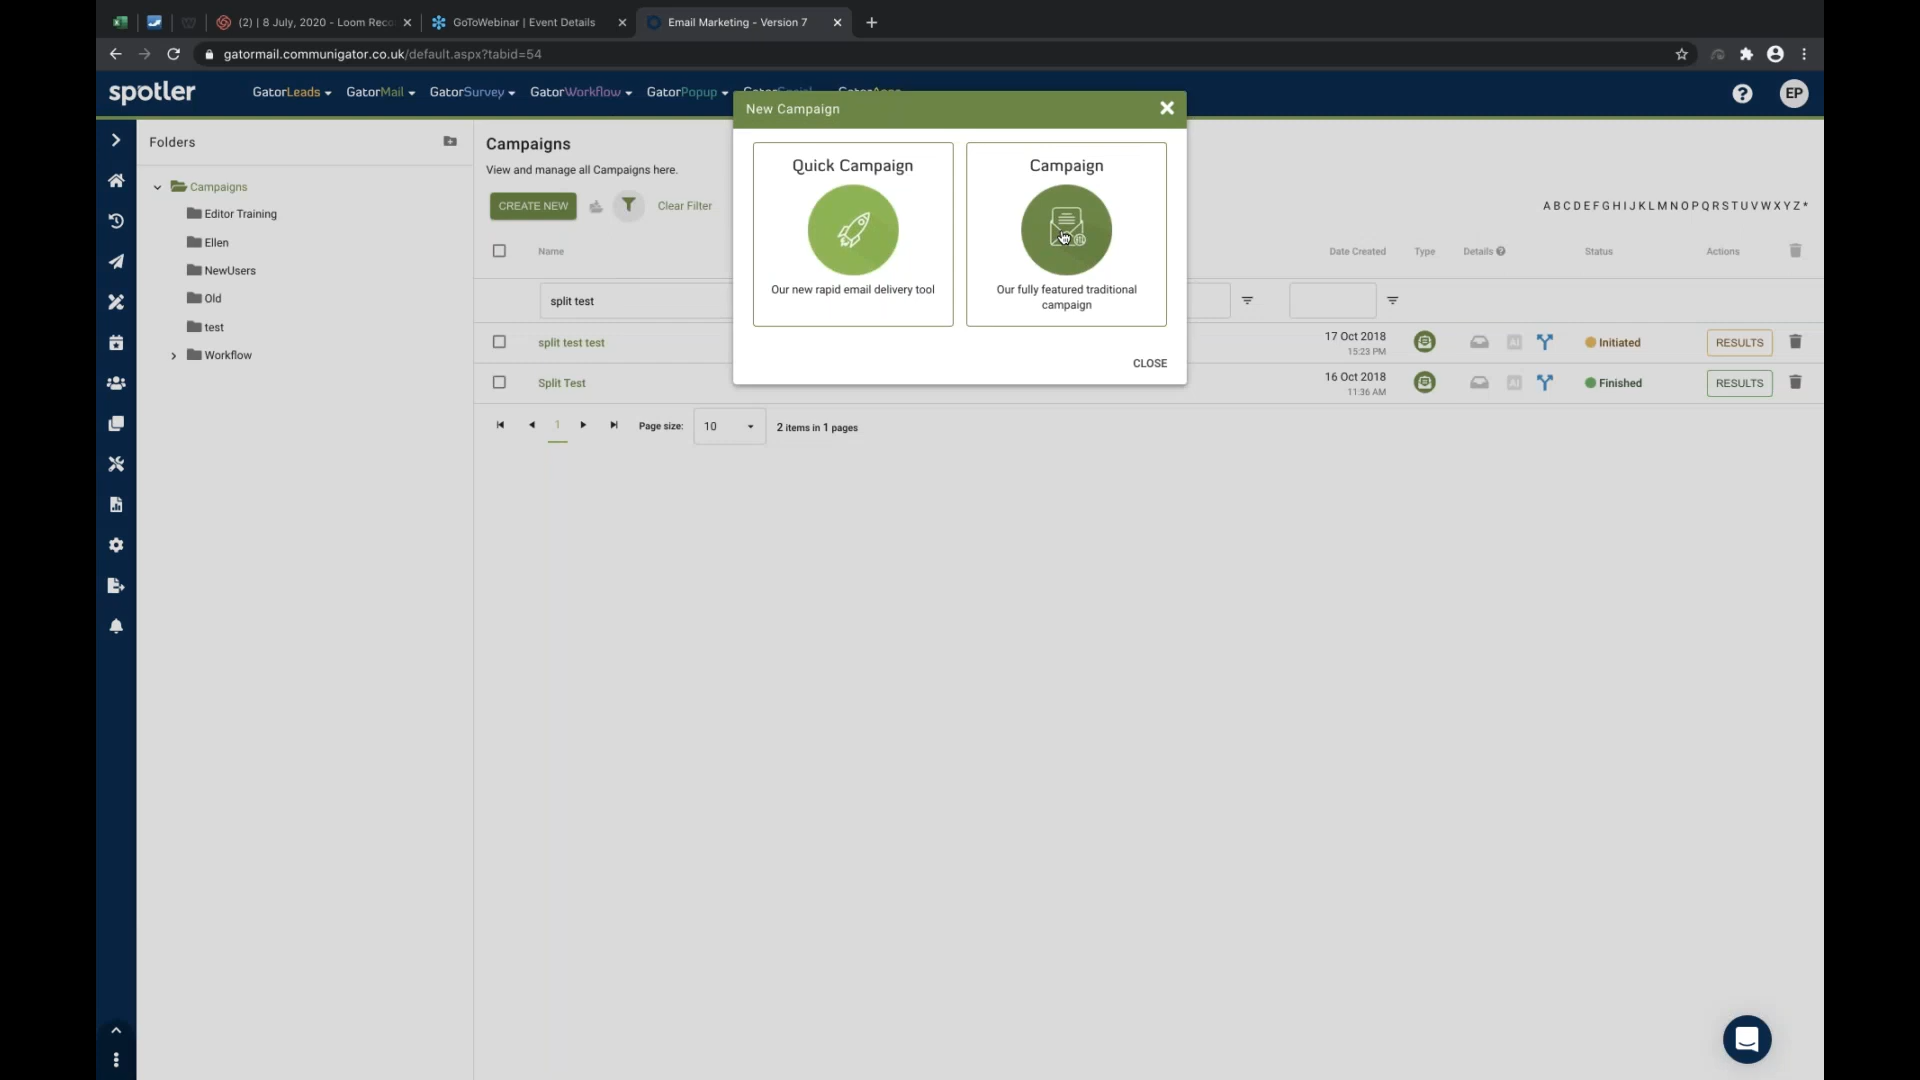 (2) | 8 July, 2020 - Loom Reco
GoToWebinar | Event Details
Email Marketing - Version 7
gatormail.communigator.co.uk/default.aspx?tabid=54
spotler
GatorLeads
GatorMail
GatorSurvey
GatorWorkflow
GatorPopup
EP
New Campaign
Quick Campaign
Our new rapid email delivery tool
Campaign
Our fully featured traditional
campaign
CLOSE
Folders
Campaigns
Editor Training
Ellen
NewUsers
Old
test
Workflow
Campaigns
View and manage all Campaigns here.
CREATE NEW
Clear Filter
A B C D E F G H I J K L M N O P Q R S T U V W X Y Z *
Name
Date Created
Type
Details
Status
Actions
split test
split test test
17 Oct 2018
15:23 PM
AI
Initiated
RESULTS
Split Test
16 Oct 2018
11:36 AM
AI
Finished
RESULTS
1
Page size:
10
2 items in 1 pages